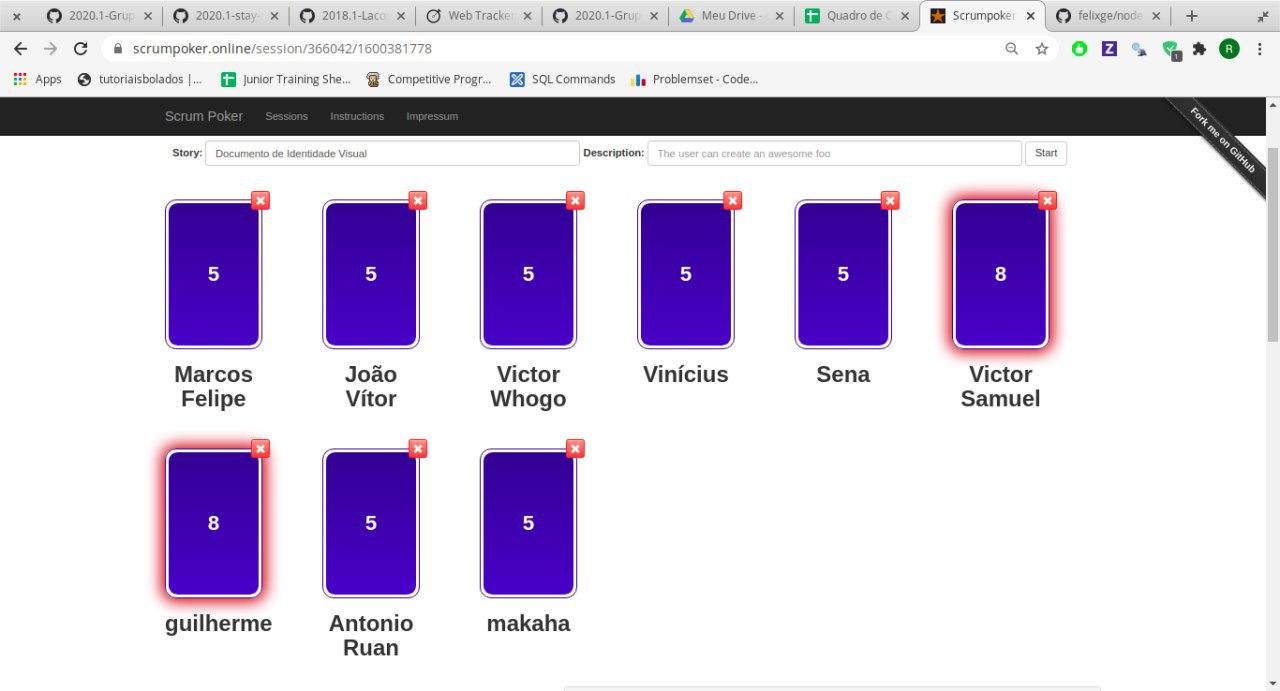 2020.1-Grup
2020.1-stay-
2018.1-Laco
Web Tracke
2020.1-Grup
Meu Drive -
Quadro de C
Scrumpoker
felixge/node
scrumpoker.online/session/366042/1600381778
R
1
Apps
tutoriaisbolados |...
Junior Training She...
Competitive Progr...
SQL Commands
Problemset - Code...
Scrum Poker Sessions Instructions Impressum
Fork me on GitHub
Story: Documento de Identidade Visual Description: The user can create an awesome foo Start
5 5 5 5 5 8
Marcos Felipe
João Vítor
Victor Whogo
Vinícius
Sena
Victor Samuel
8 5 5
guilherme
Antonio Ruan
makaha